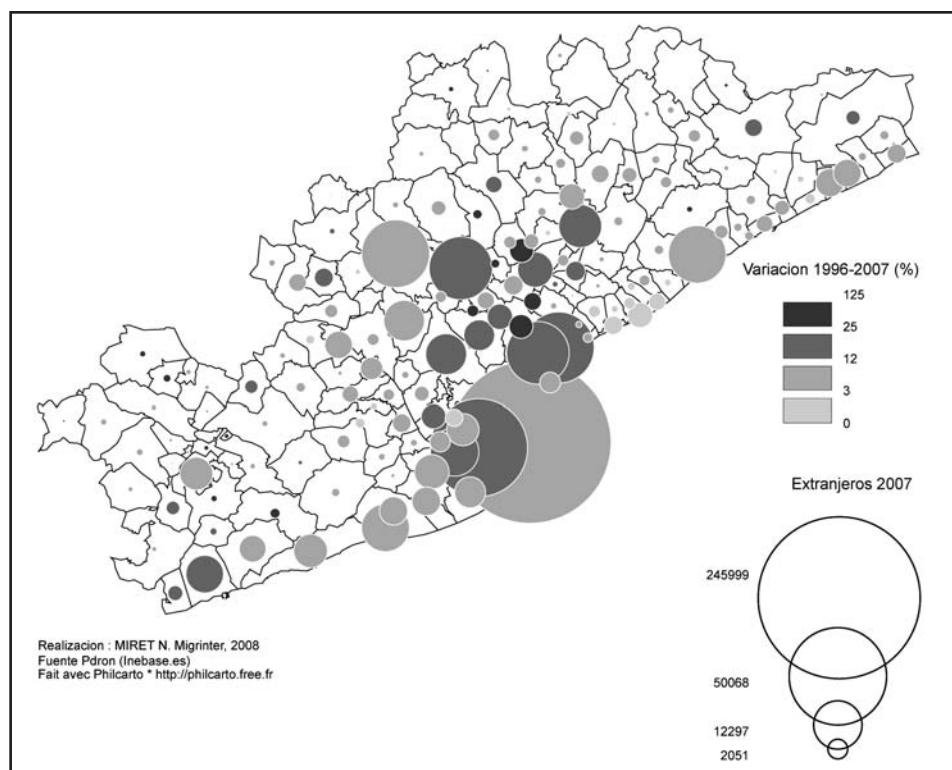 Variacion 1996-2007 (%)
125
25
12
3
0
Extranjeros 2007
245999
50068
12297
2051
Realizacion : MIRET N. Migrinter, 2008
Fuente Pdron (Inebase.es)
Fait avec Philcarto * http://philcarto.free.fr